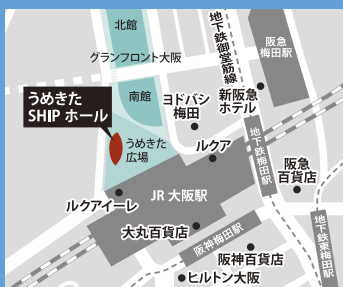 北館
グランフロント大阪
地下鉄御堂筋線
阪急
梅田駅
南館
ヨドバシ
梅田
新阪急
ホテル
うめきた
SHIP ホール
うめきた
広場
ルクア
地下鉄梅田駅
阪急
百貨店
JR 大阪駅
ルクアイーレ
大丸百貨店
阪神梅田駅
地下鉄東梅田駅
阪神百貨店
ヒルトン大阪